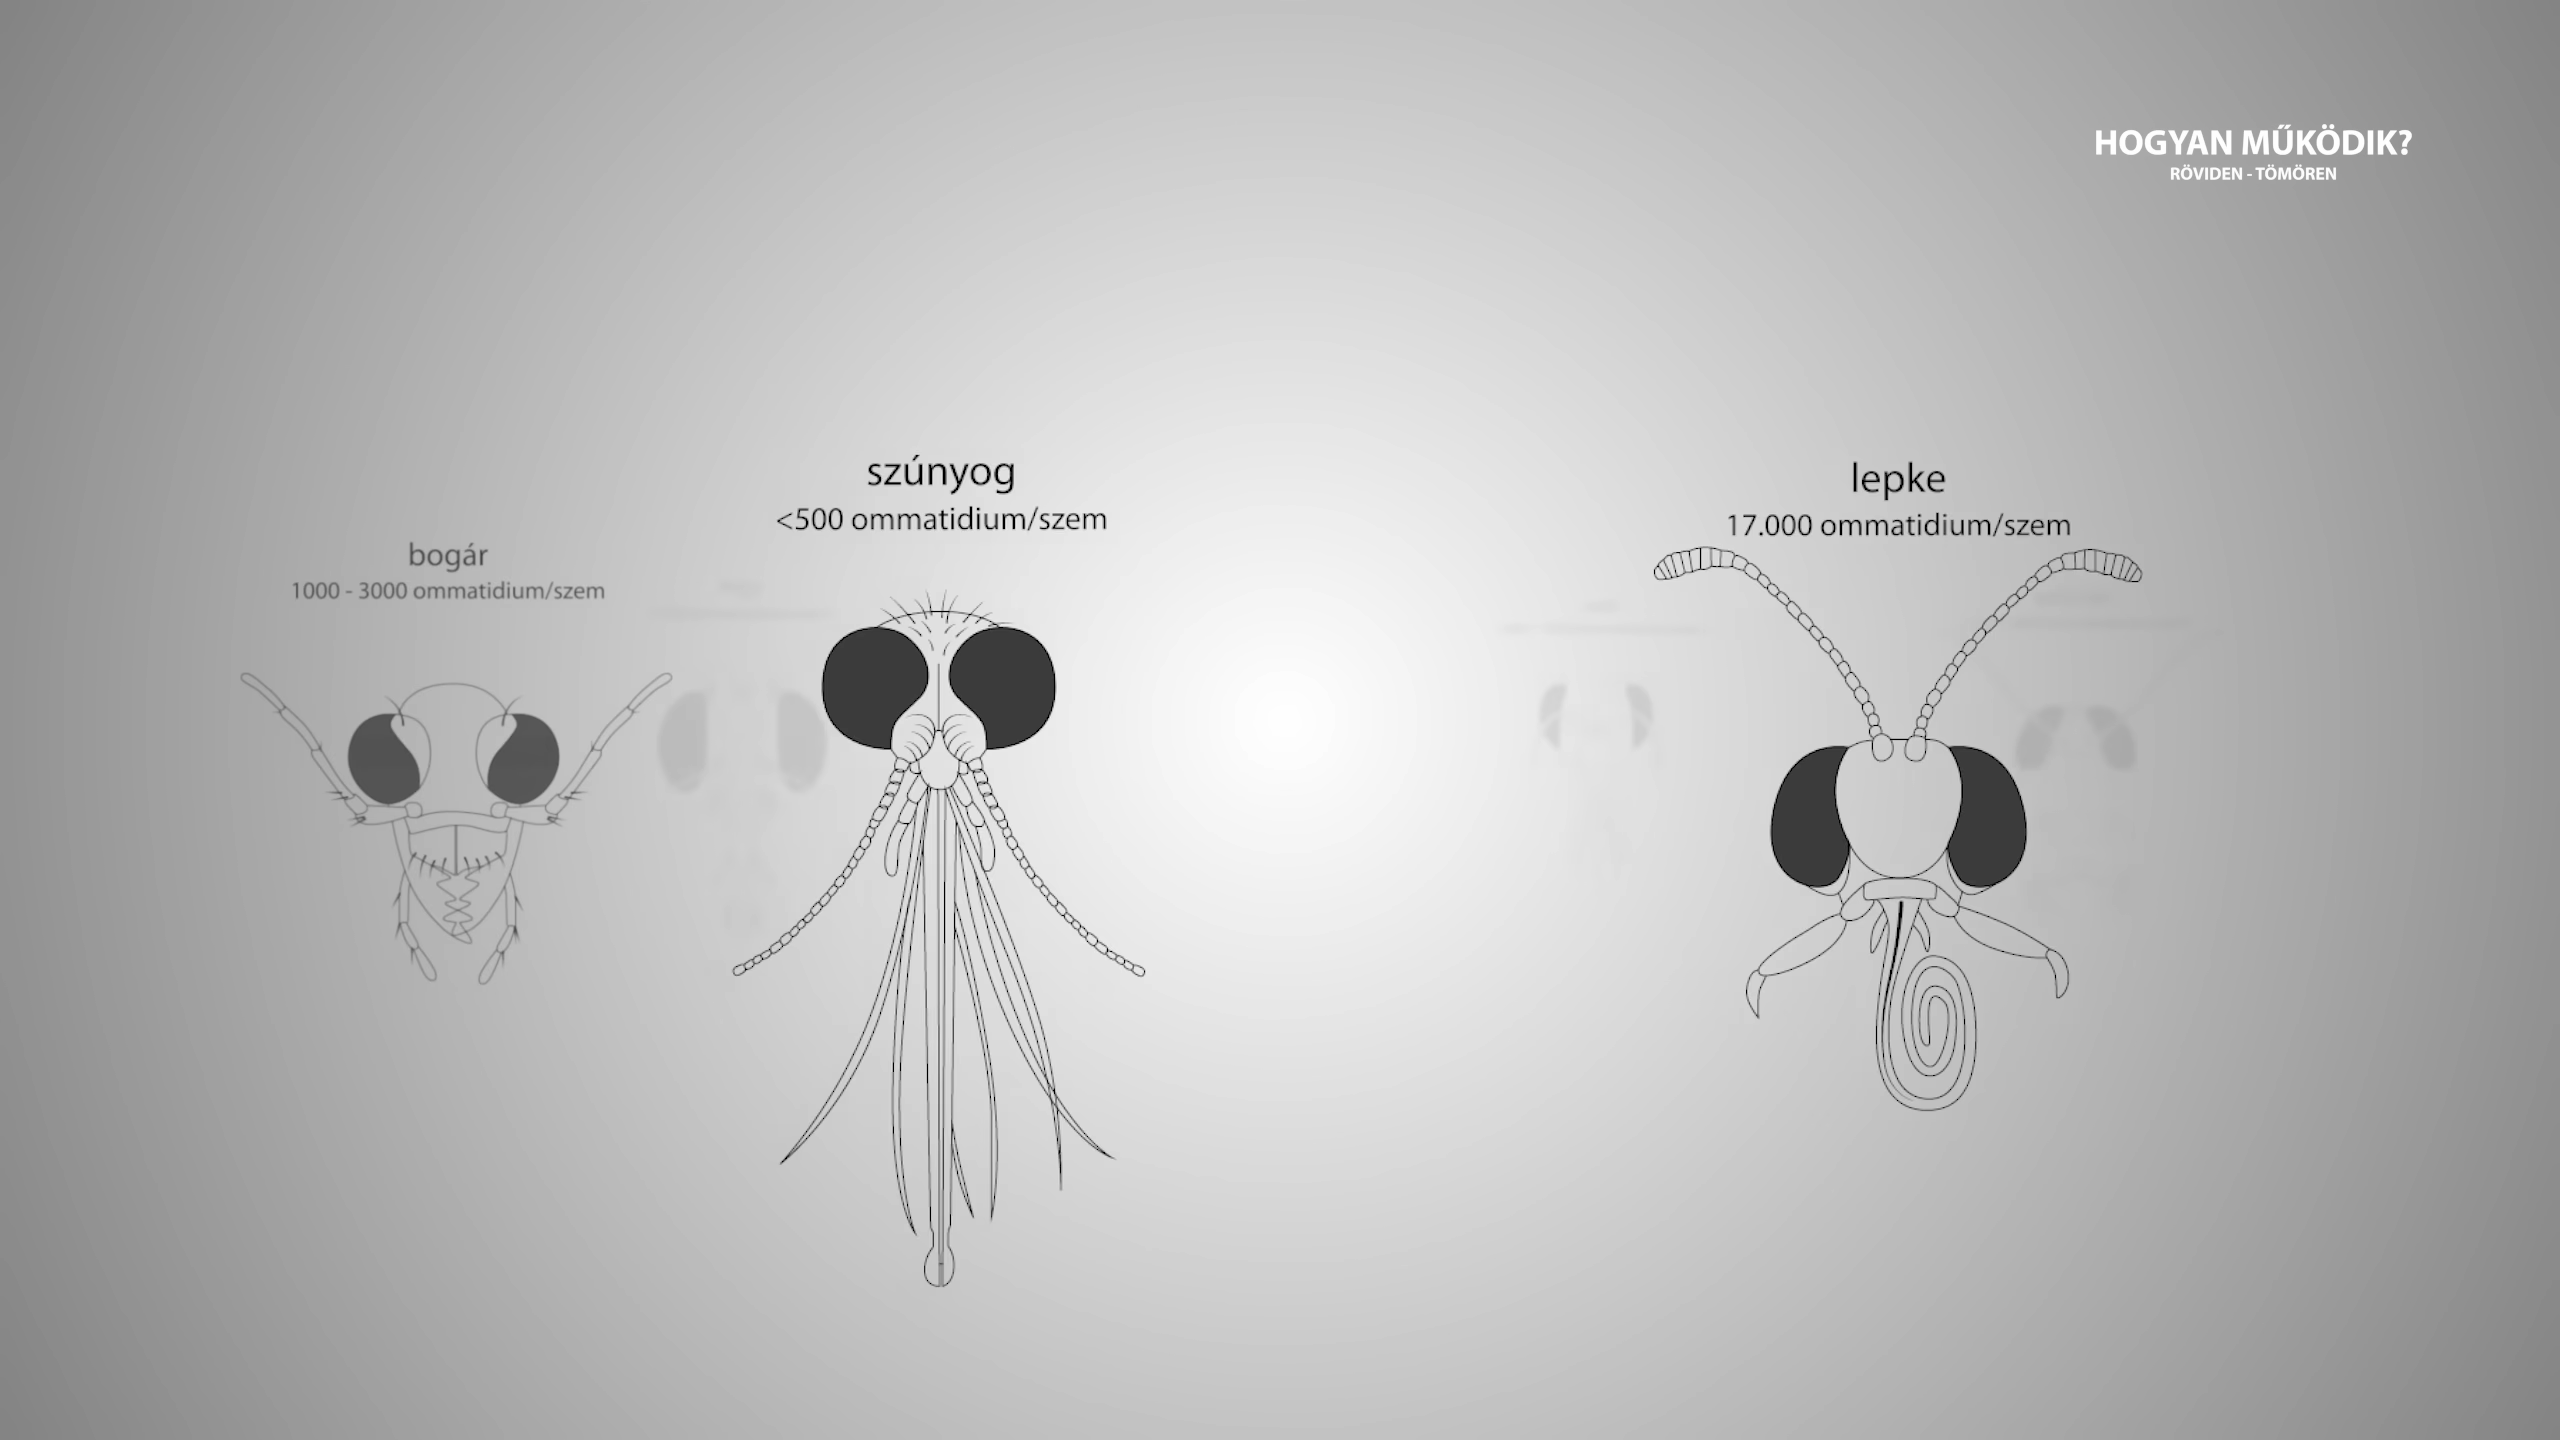 HOGYAN MŰKÖDIK?
RÖVIDEN - TÖMÖREN
bogár
1000 - 3000 ommatidium/szem
szúnyog
<500 ommatidium/szem
lepke
17.000 ommatidium/szem